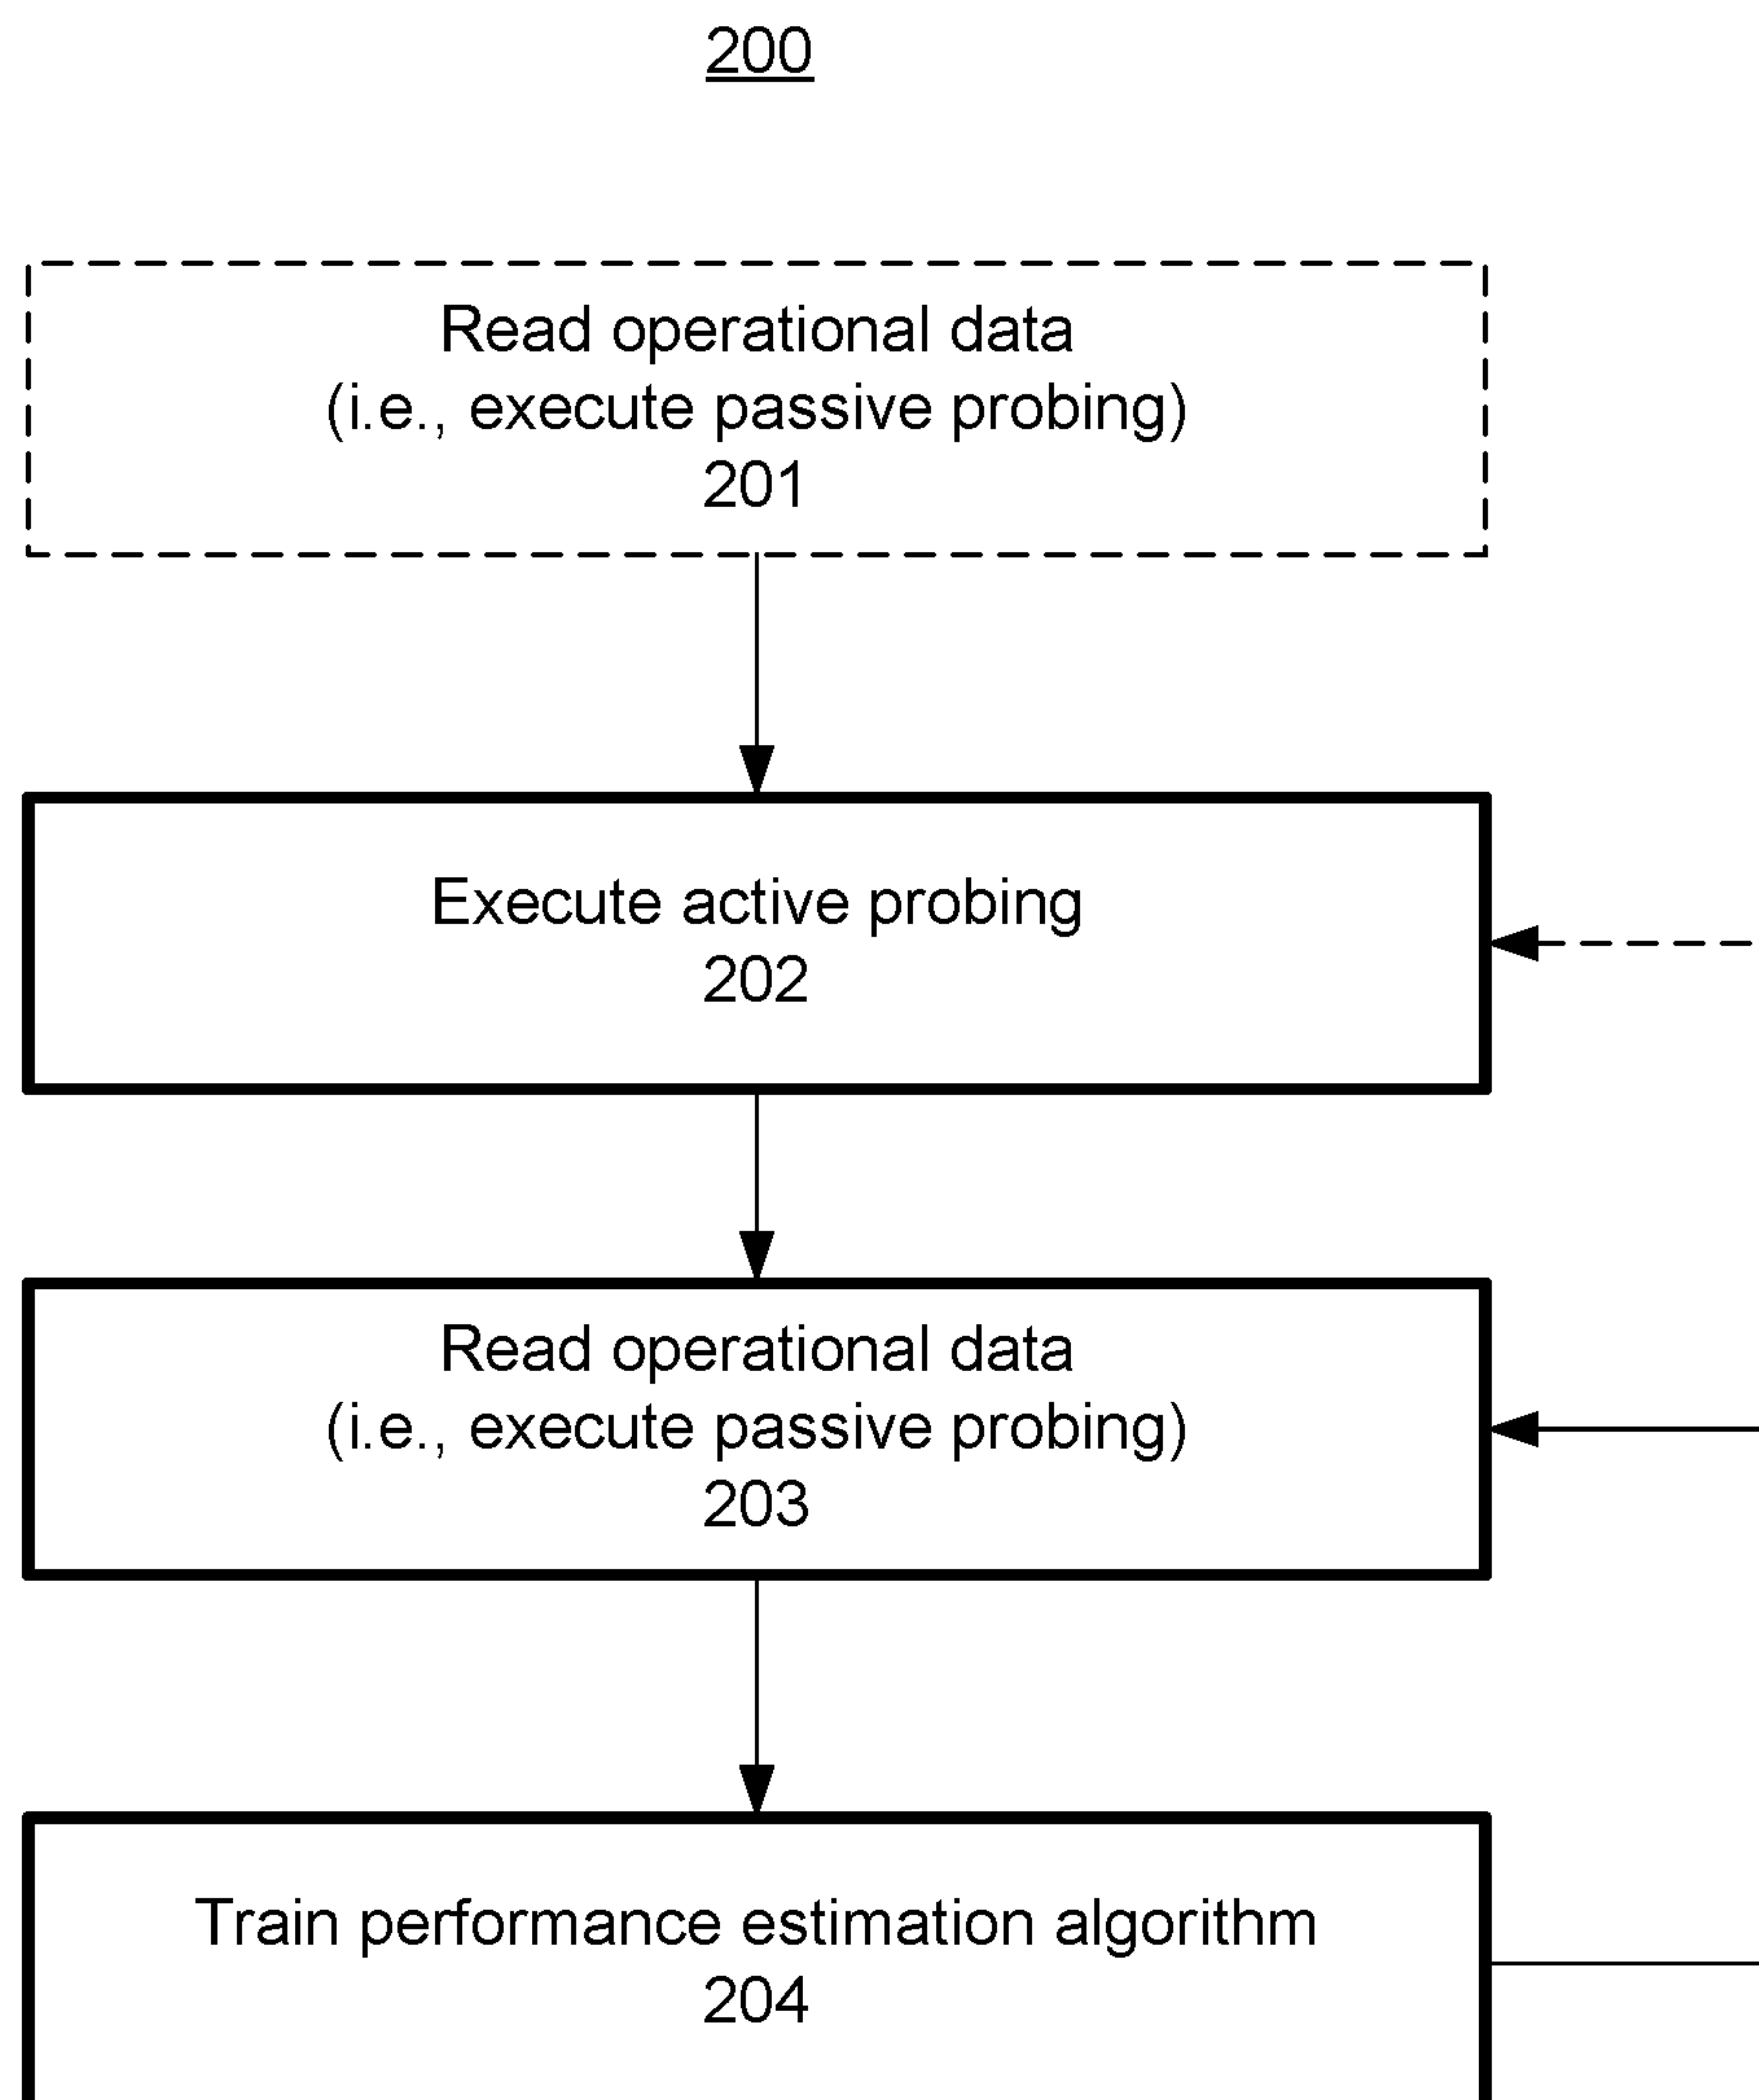 200
Read operational data
(i.e., execute passive probing)
201
Execute active probing
202
Read operational data
(i.e., execute passive probing)
203
Train performance estimation algorithm
204